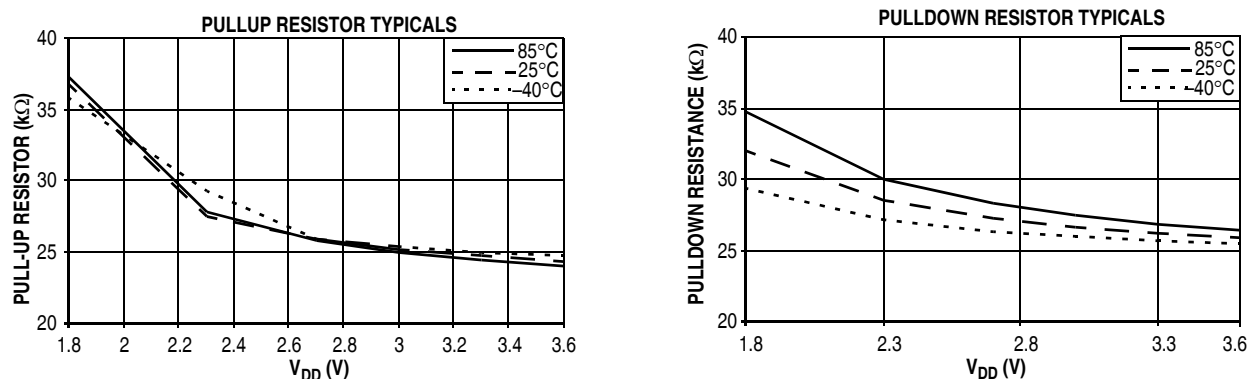 PULLUP RESISTOR TYPICALS
PULL-UP RESISTOR (kΩ)
40
35
30
25
20
85°C
25°C
–40°C
1.8 2 2.2 2.4 2.6 2.8 3 3.2 3.4 3.6
VDD (V)
PULLDOWN RESISTOR TYPICALS
PULLDOWN RESISTANCE (kΩ)
40
35
30
25
20
85°C
25°C
–40°C
1.8 2.3 2.8 3.3 3.6
VDD (V)